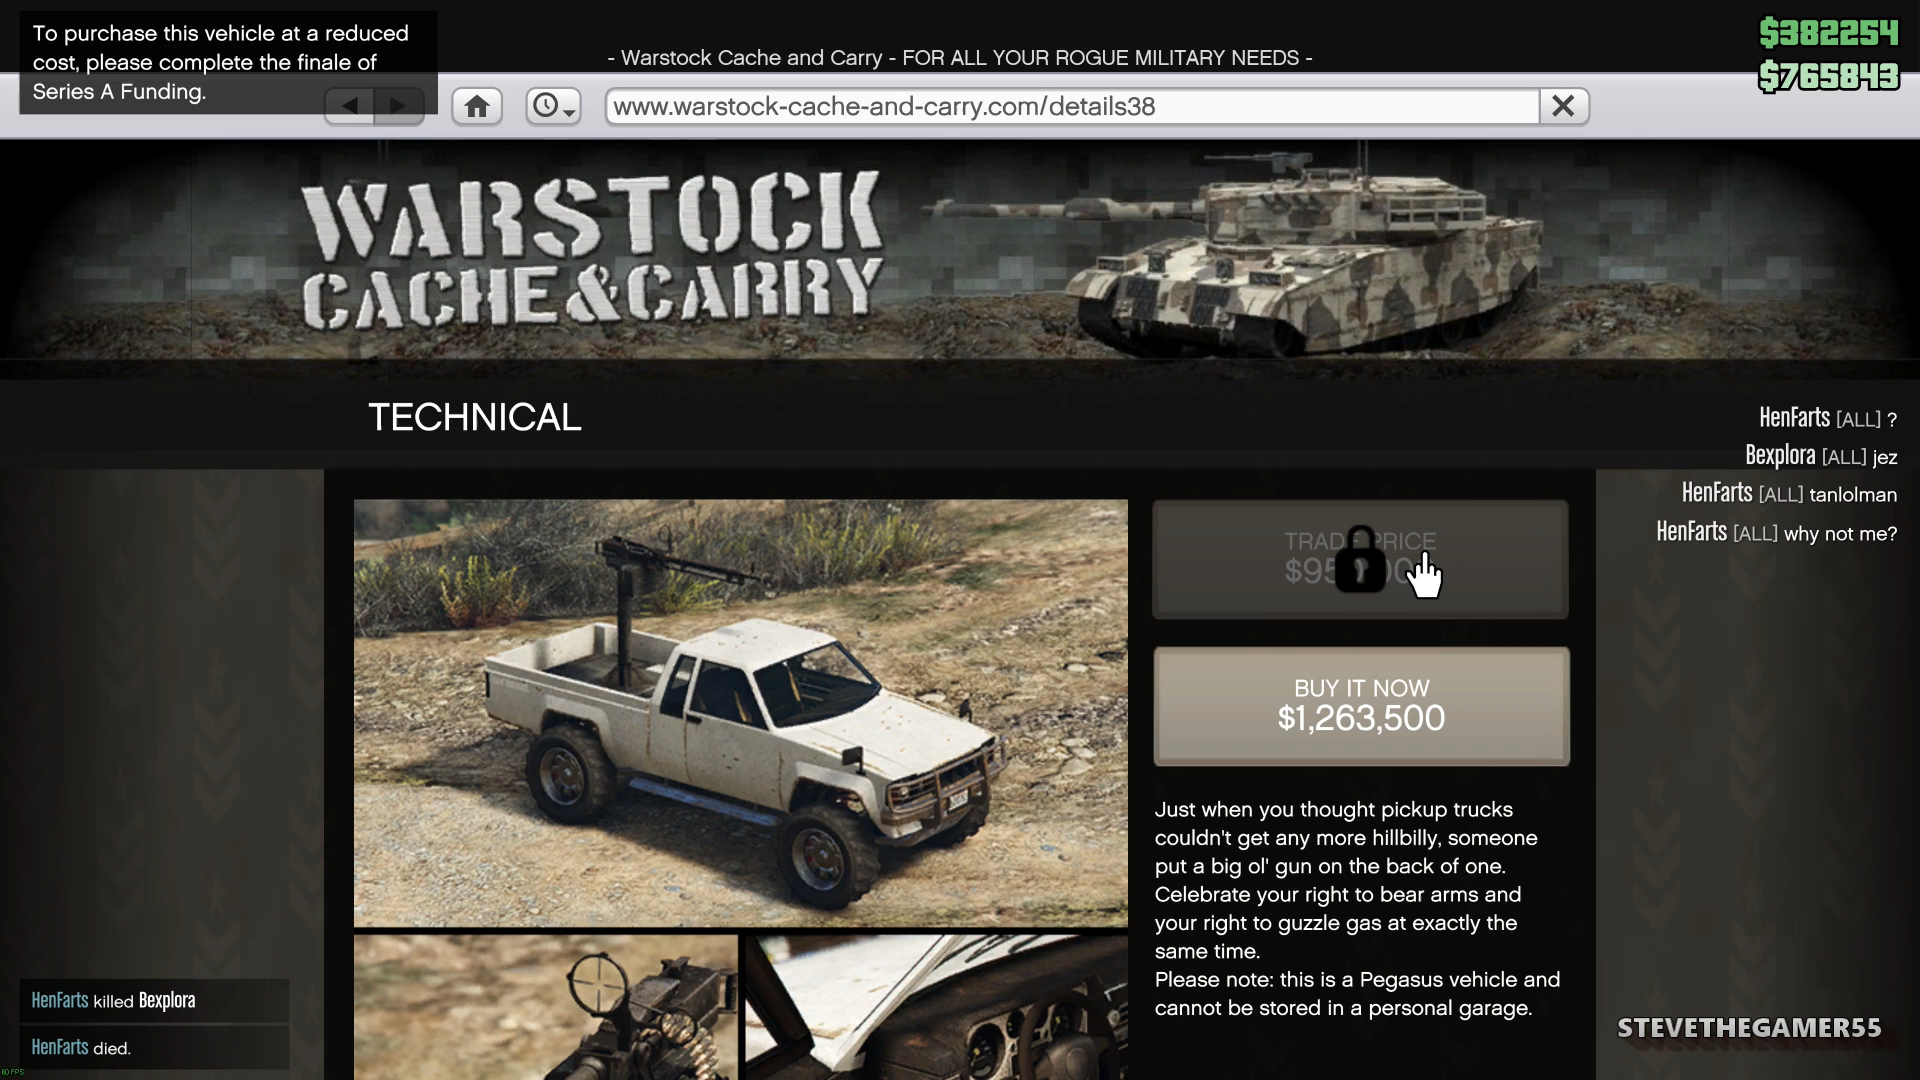 To purchase this vehicle at a reduced
cost, please complete the finale of
Series A Funding.
- Warstock Cache and Carry - FOR ALL YOUR ROGUE MILITARY NEEDS -
$382254
$765843
www.warstock-cache-and-carry.com/details38
WARSTOCK
CACHE & CARRY
TECHNICAL
HenFarts [ALL] ?
Bexplora [ALL] jez
HenFarts [ALL] tanlolman
HenFarts [ALL] why not me?
TRADE PRICE
BUY IT NOW
$1,263,500
Just when you thought pickup trucks
couldn't get any more hillbilly, someone
put a big ol' gun on the back of one.
Celebrate your right to bear arms and
your right to guzzle gas at exactly the
same time.
Please note: this is a Pegasus vehicle and
cannot be stored in a personal garage.
HenFarts killed Bexplora
HenFarts died.
STEVETHEGAMER55
60 FPS